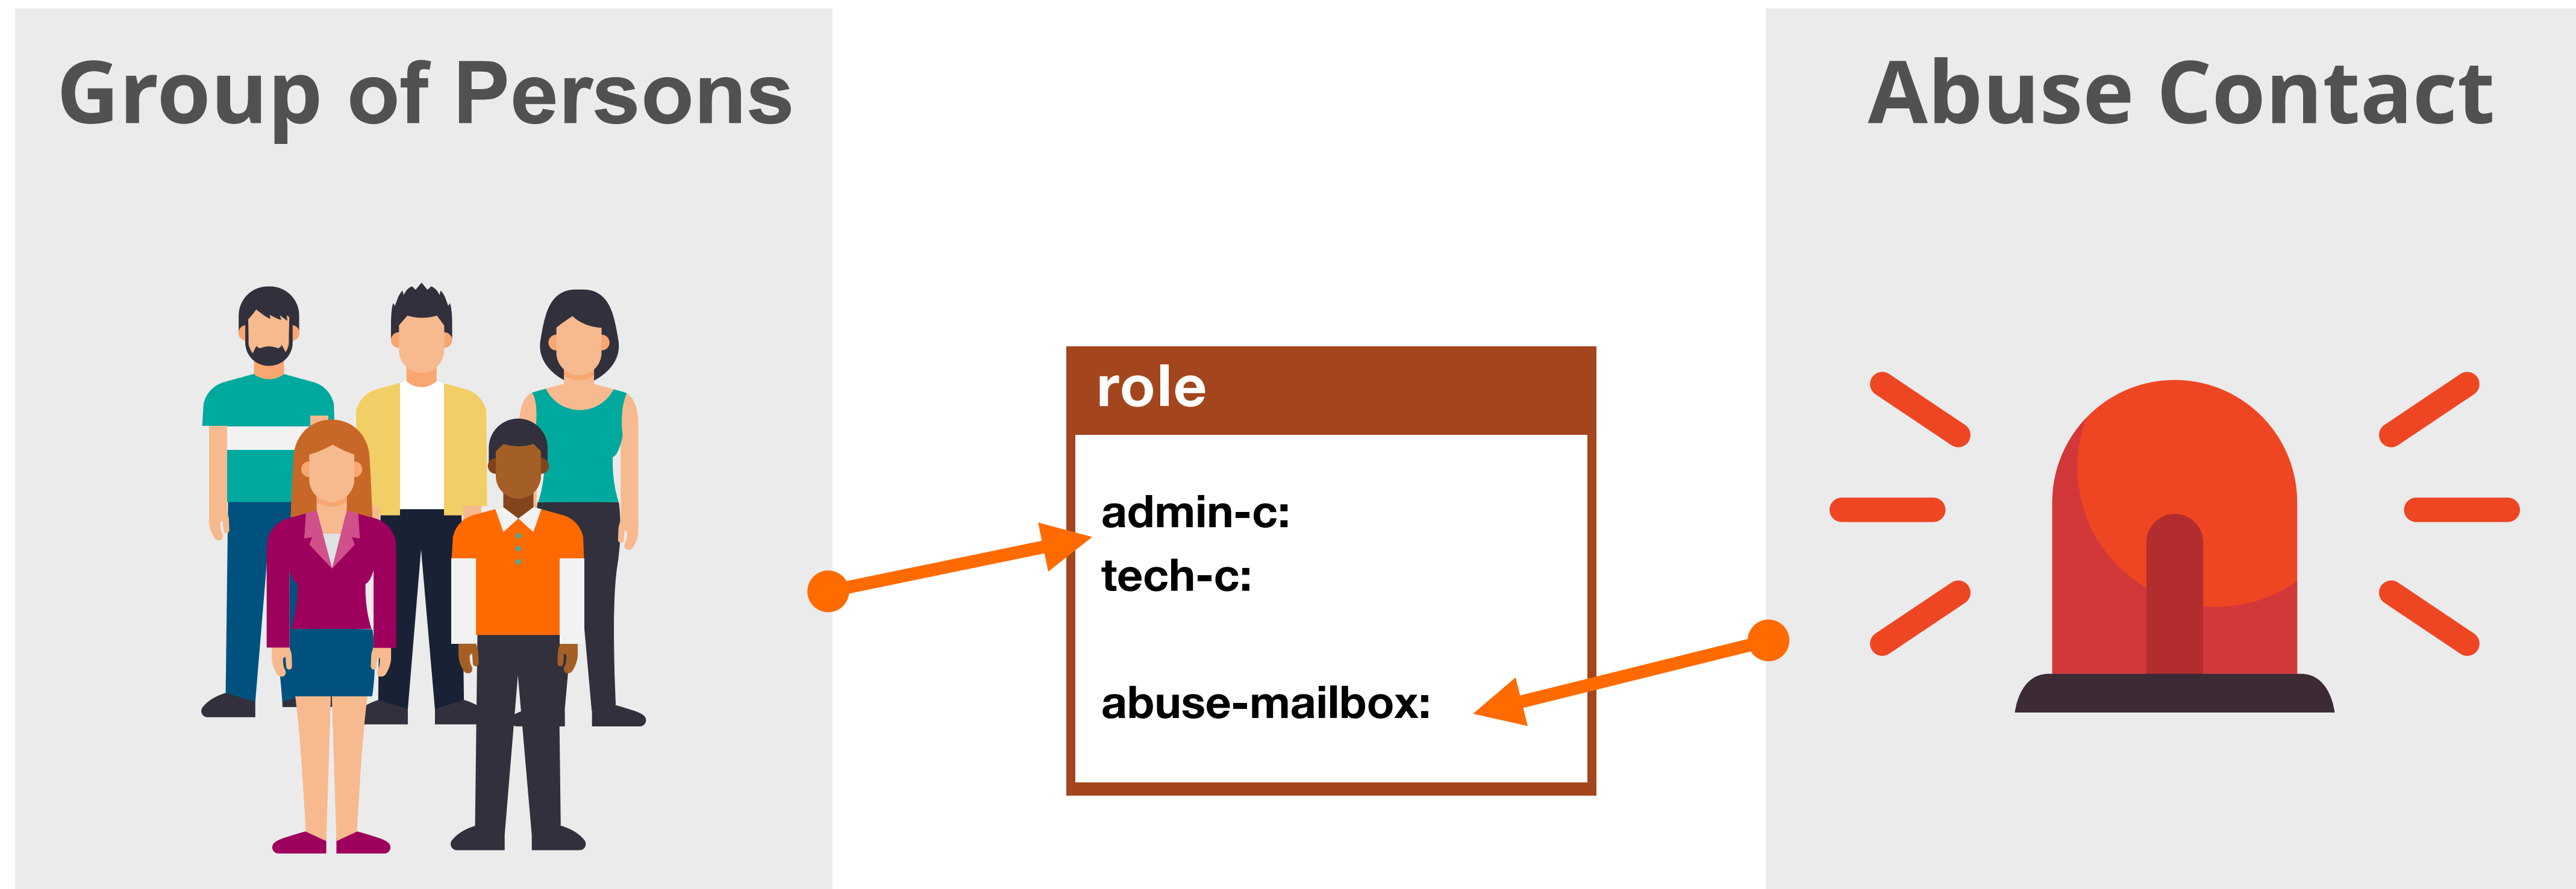 Group of Persons
role
admin-c:
tech-c:
abuse-mailbox:
Abuse Contact